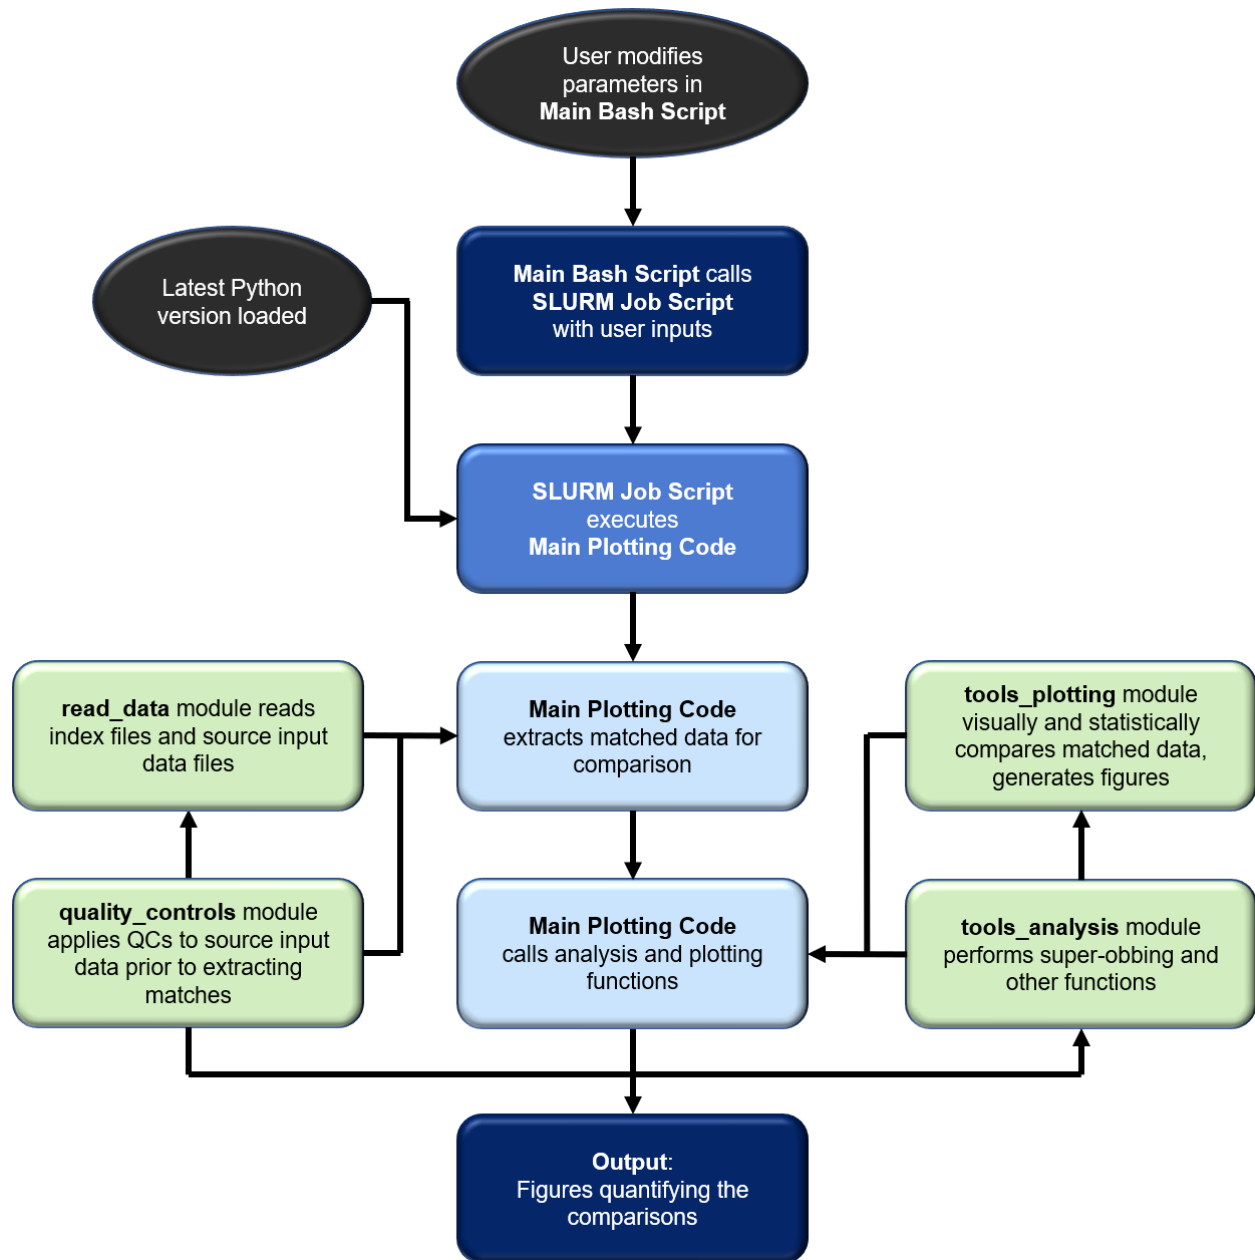 User modifies
parameters in
Main Bash Script
Main Bash Script calls
SLURM Job Script
with user inputs
Latest Python
version loaded
SLURM Job Script
executes
Main Plotting Code
read_data module reads
index files and source input
data files
Main Plotting Code
extracts matched data for
comparison
tools_plotting module
visually and statistically
compares matched data,
generates figures
quality_controls module
applies QCs to source input
data prior to extracting
matches
Main Plotting Code
calls analysis and plotting
functions
tools_analysis module
performs super-obbing and
other functions
Output:
Figures quantifying the
comparisons